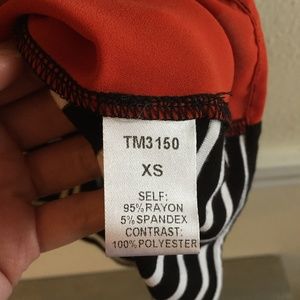 TM3150
XS
SELF:
95%RAYON
5%SPANDEX
CONTRAST:
100%POLYESTER